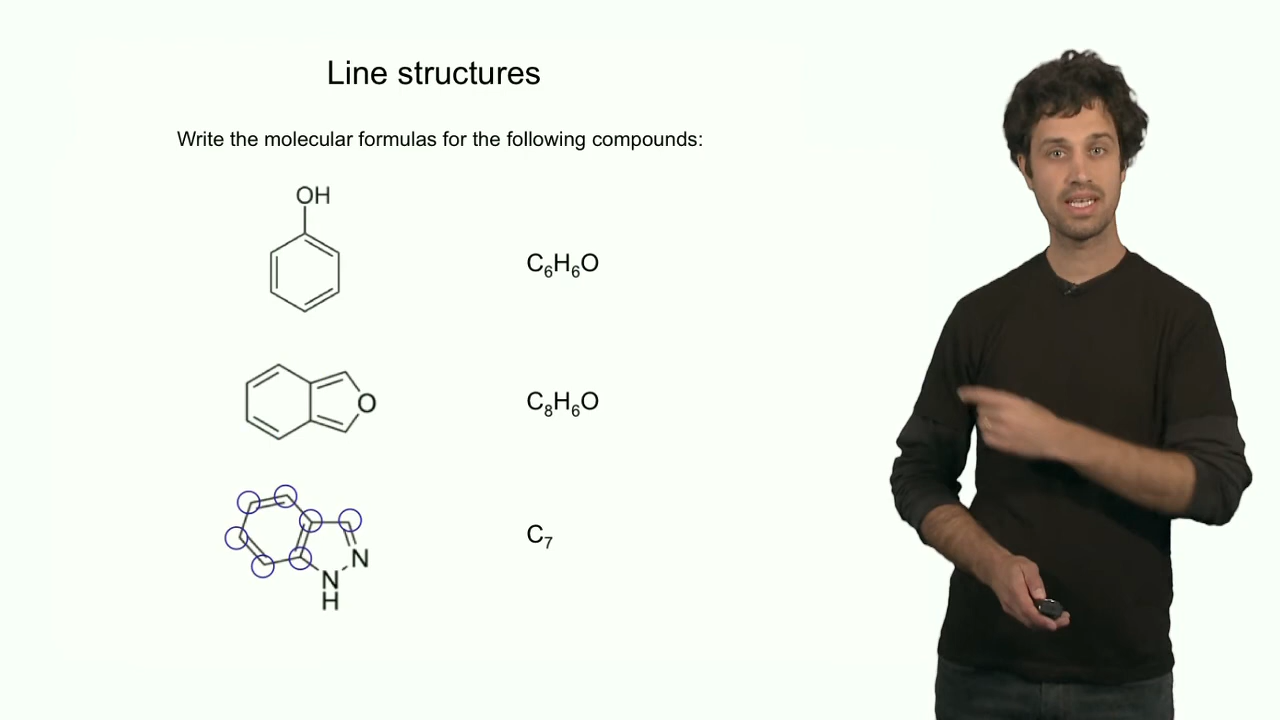 Line structures
Write the molecular formulas for the following compounds:
OH
C₆H₆O
O
C₈H₆O
C₇
N
N
H